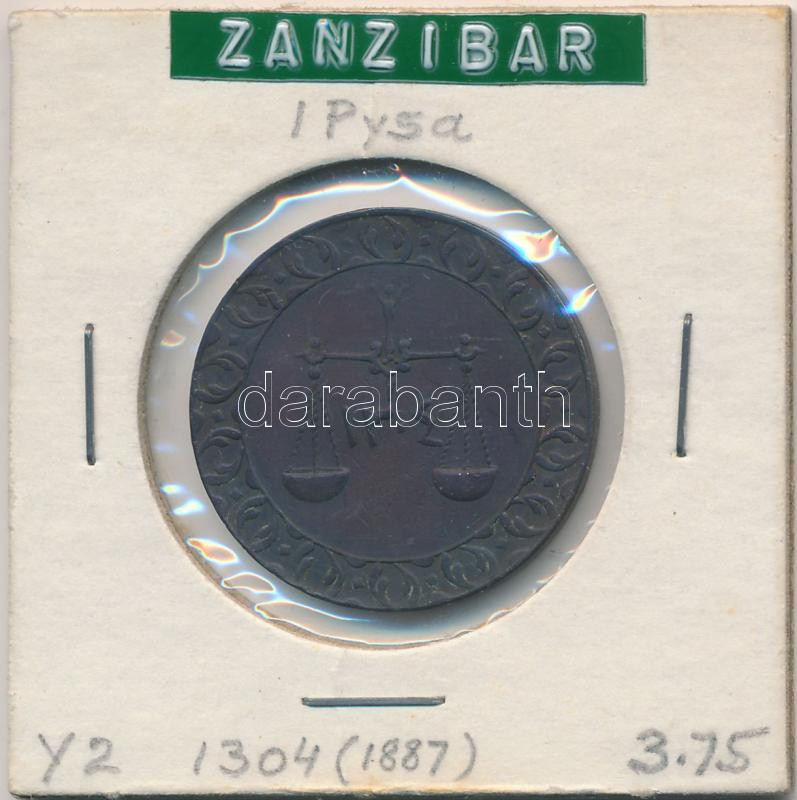 ZANZIBAR
1 Pysa
darabanth
Y2 1304 (1887) 3.75